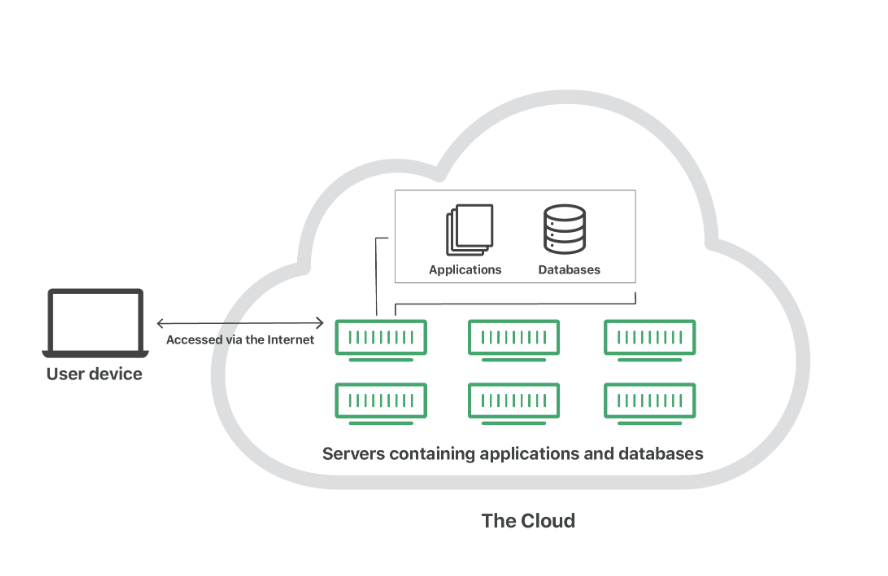 Applications
Databases
Accessed via the Internet
User device
Servers containing applications and databases
The Cloud